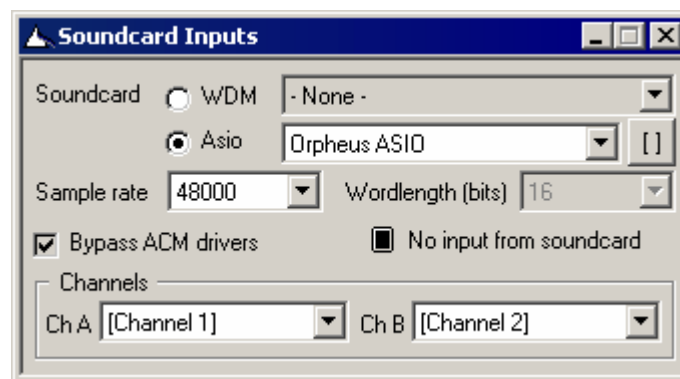 Soundcard Inputs
Soundcard WDM - None -
Asio Orpheus ASIO [ ]
Sample rate 48000 Wordlength (bits) 16
Bypass ACM drivers No input from soundcard
Channels
Ch A [Channel 1] Ch B [Channel 2]